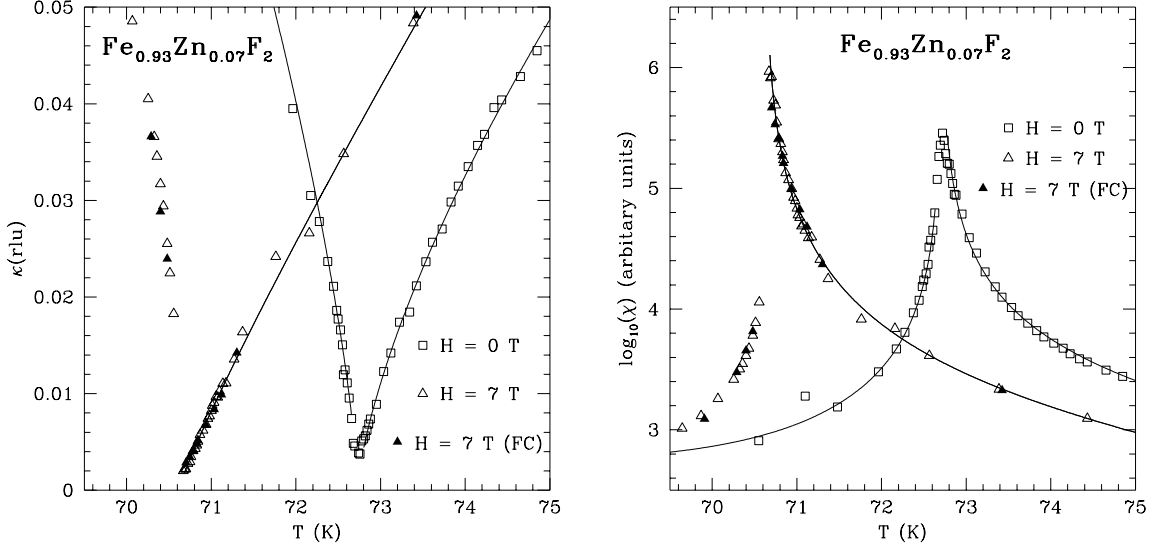 Fe0.93Zn0.07F2
0.05
0.04
0.03
0.02
0.01
0
κ(rlu)
H = 0 T
H = 7 T
H = 7 T (FC)
70 71 72 73 74 75
T (K)
Fe0.93Zn0.07F2
6
5
4
3
log10(χ) (arbitary units)
H = 0 T
H = 7 T
H = 7 T (FC)
70 71 72 73 74 75
T (K)